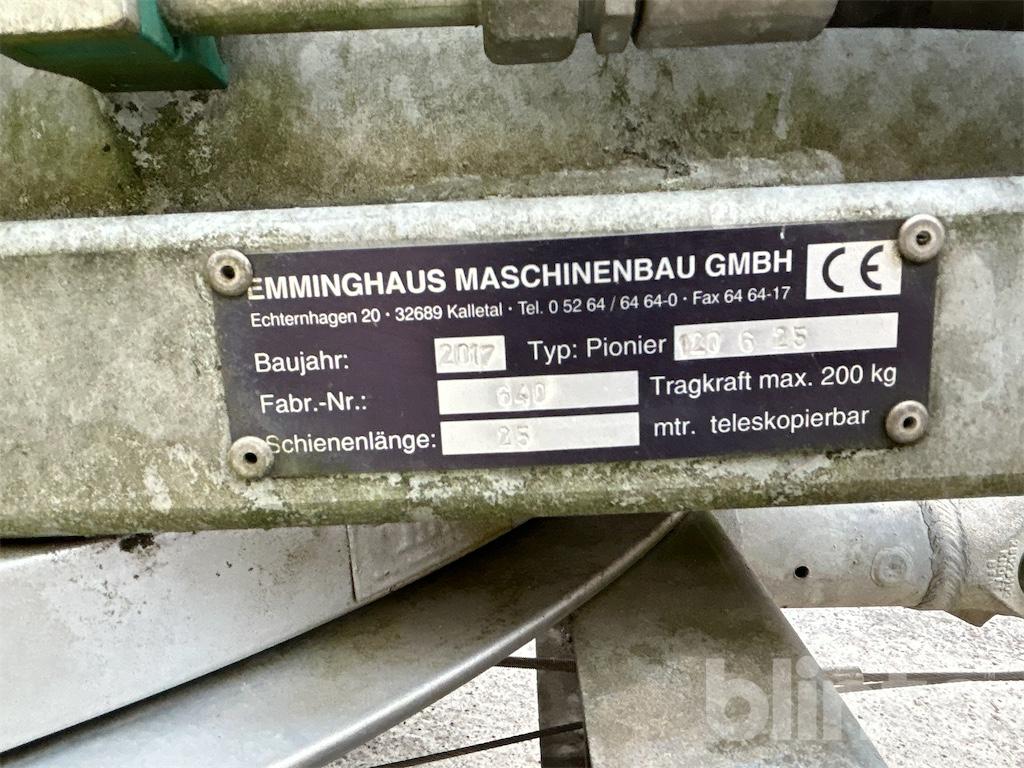 EMMINGHAUS MASCHINENBAU GMBH CE
Echternhagen 20 · 32689 Kalletal · Tel. 0 52 64 / 64 64-0 · Fax 64 64-17
Baujahr: 2017 Typ: Pionier 120 6 25
Fabr.-Nr.: 640 Tragkraft max. 200 kg
Schienenlänge: 25 mtr. teleskopierbar